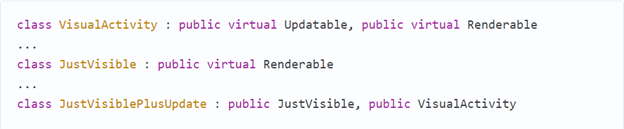 class VisualActivity : public virtual Updatable, public virtual Renderable
...
class JustVisible : public virtual Renderable
...
class JustVisiblePlusUpdate : public JustVisible, public VisualActivity